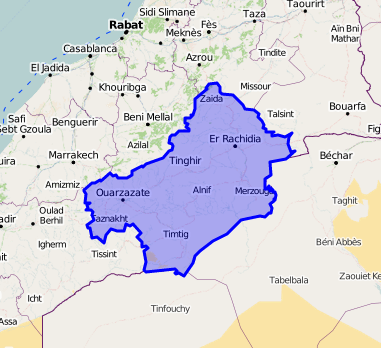 Taourirt
Sidi Slimane
Taza
Rabat
Fès
Aïn Bni
Mathar
Meknès
Casablanca
Tindite
Azrou
El Jadida
Khouribga
Missour
Zaida
Bouarfa
Safi
Talsint
Beni Mellal
Benguerir
Sebt Gzoula
Fig
Er Rachidia
Azilal
Marrakech
Tinghir
Béchar
Amizmiz
Ouarzazate
Alnif
Merzouga
Taghit
Oulad
Berhil
Taznakht
Timtig
Igherm
Béni Abbès
Tissint
Tabelbala
Zaouiet Ke
Icht
Tinfouchy
Assa